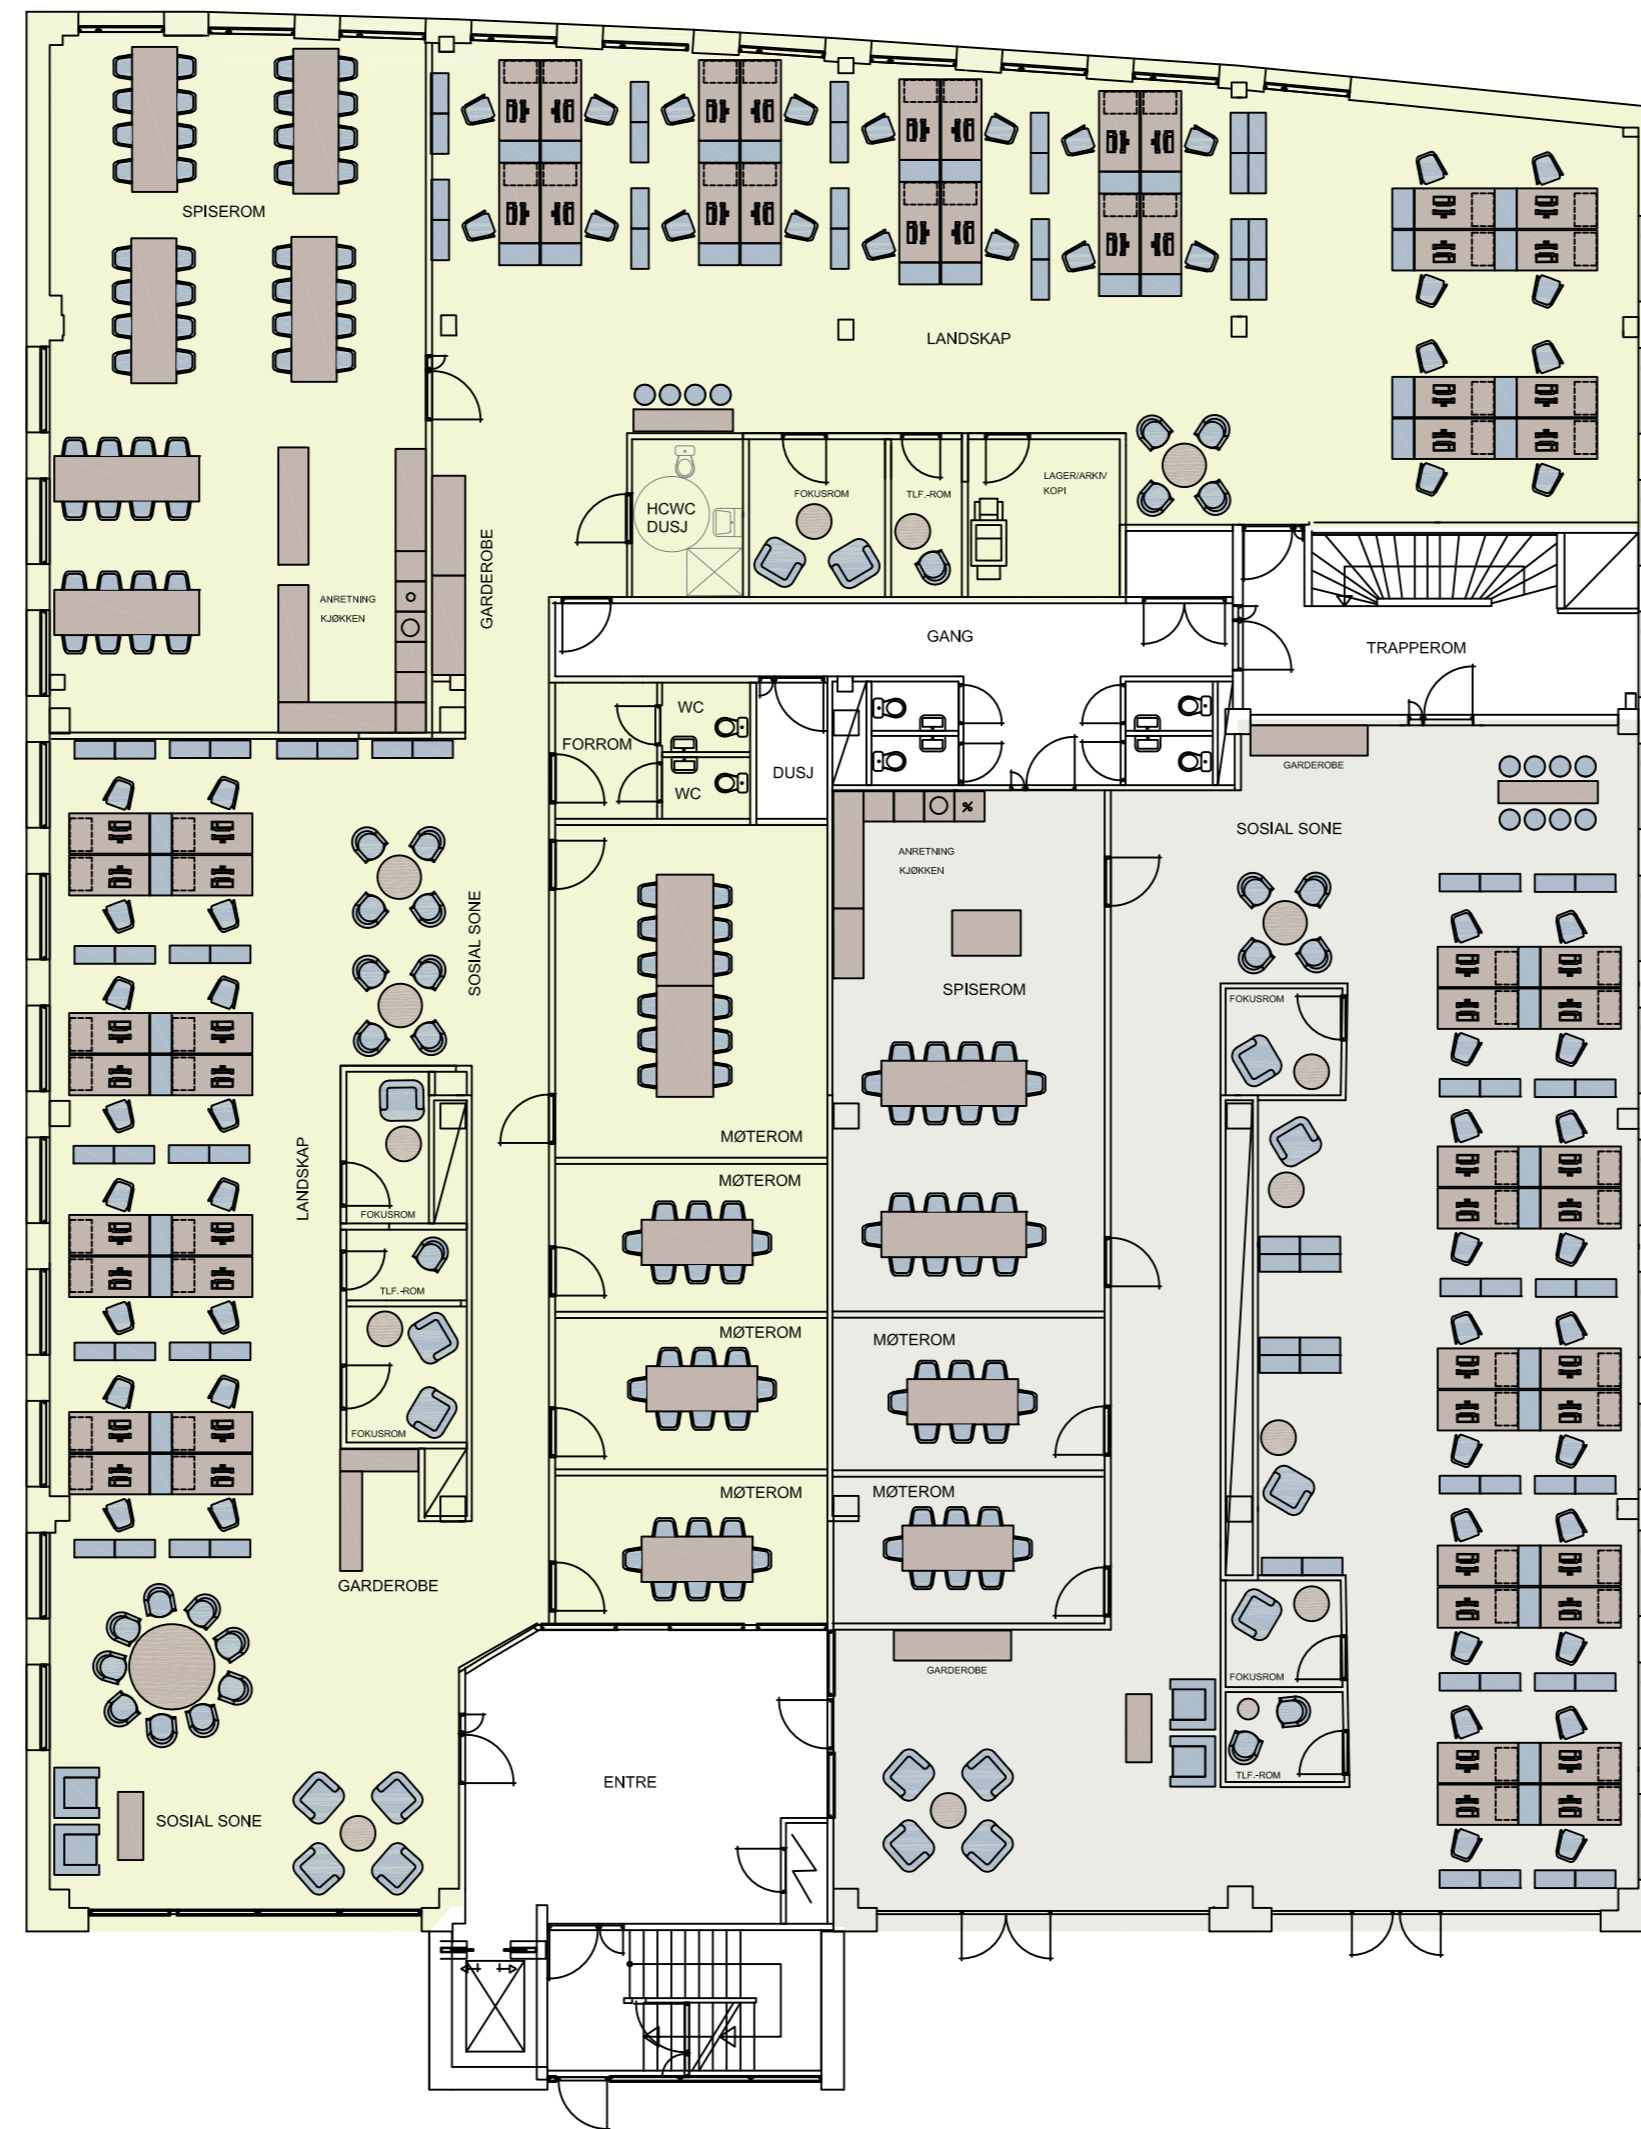 SPISEROM
LANDSKAP
HCWC
DUSJ
FOKUSROM
TLF.-ROM
LAGER/ARKIV
KOPI
GARDEROBE
ANRETNING
KJØKKEN
GANG
TRAPPEROM
WC
FORROM
WC
DUSJ
GARDEROBE
SOSIAL SONE
ANRETNING
KJØKKEN
SOSIAL SONE
SPISEROM
FOKUSROM
MØTEROM
LANDSKAP
MØTEROM
FOKUSROM
TLF.-ROM
MØTEROM
MØTEROM
FOKUSROM
MØTEROM
MØTEROM
GARDEROBE
GARDEROBE
FOKUSROM
TLF.-ROM
ENTRE
SOSIAL SONE